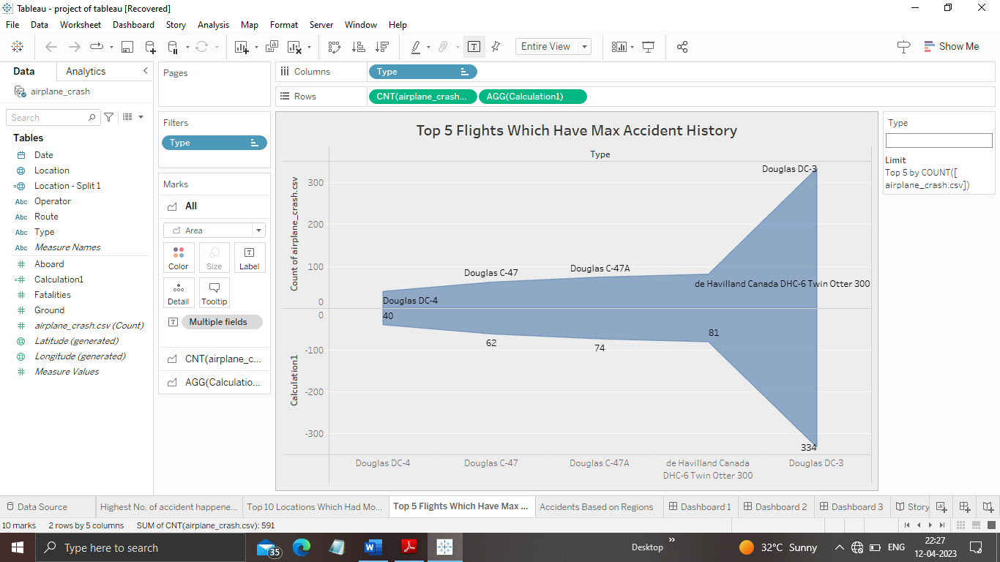 Tableau - project of tableau [Recovered]
File Data Worksheet Dashboard Story Analysis Map Format Server Window Help
Entire View
Show Me
Data Analytics
airplane_crash
Search
Tables
Date
Location
Location - Split 1
Abc Operator
Abc Route
Abc Type
Abc Measure Names
Aboard
Calculation1
Fatalities
Ground
airplane_crash.csv (Count)
Latitude (generated)
Longitude (generated)
Measure Values
Pages
Filters
Type
Marks
All
Area
Color Size Label
Detail Tooltip
Multiple fields
CNT(airplane_c...
AGG(Calculatio...
Columns Type
Rows CNT(airplane_crash... AGG(Calculation1)
Top 5 Flights Which Have Max Accident History
Type
Count of airplane_crash.csv
300
200
100
0
Douglas DC-3
Douglas C-47
Douglas C-47A
de Havilland Canada DHC-6 Twin Otter 300
Douglas DC-4
Calculation1
0
-100
-200
-300
40
62
74
81
334
Douglas DC-4
Douglas C-47
Douglas C-47A
de Havilland Canada
DHC-6 Twin Otter 300
Douglas DC-3
Type
Limit
Top 5 by COUNT([
airplane_crash.csv])
Data Source Highest No. of accident happene... Top 10 Locations Which Had Mo... Top 5 Flights Which Have Max ... Accidents Based on Regions Dashboard 1 Dashboard 2 Dashboard 3 Story
10 marks 2 rows by 5 columns SUM of CNT(airplane_crash.csv): 591
Type here to search
35
Desktop
»
32°C Sunny
ENG
22:27
12-04-2023